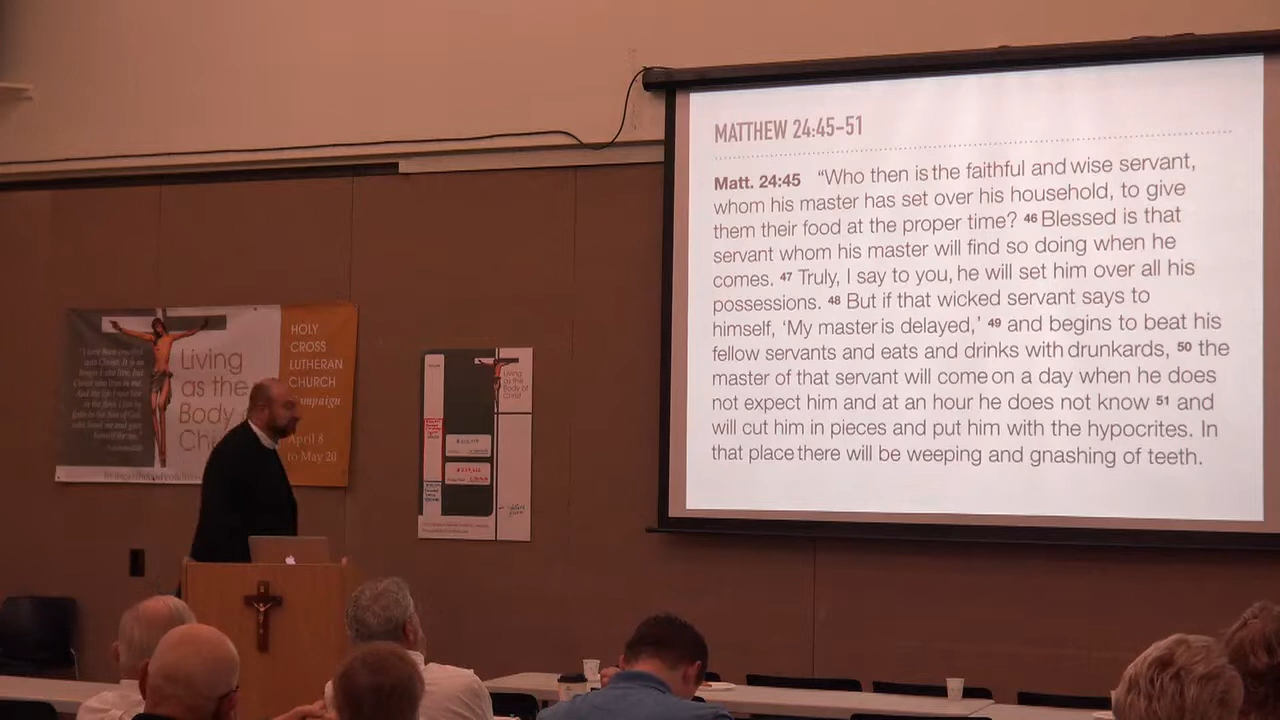 MATTHEW 24:45-51
Matt. 24:45 “Who then is the faithful and wise servant,
whom his master has set over his household, to give
them their food at the proper time? 46 Blessed is that
servant whom his master will find so doing when he
comes. 47 Truly, I say to you, he will set him over all his
possessions. 48 But if that wicked servant says to
himself, ‘My master is delayed,’ 49 and begins to beat his
fellow servants and eats and drinks with drunkards, 50 the
master of that servant will come on a day when he does
not expect him and at an hour he does not know 51 and
will cut him in pieces and put him with the hypocrites. In
that place there will be weeping and gnashing of teeth.
Living
as the
Body
HOLY
CROSS
LUTHERAN
CHURCH
Campaign
April 8
to May 20
Living
as the
Body of
Christ